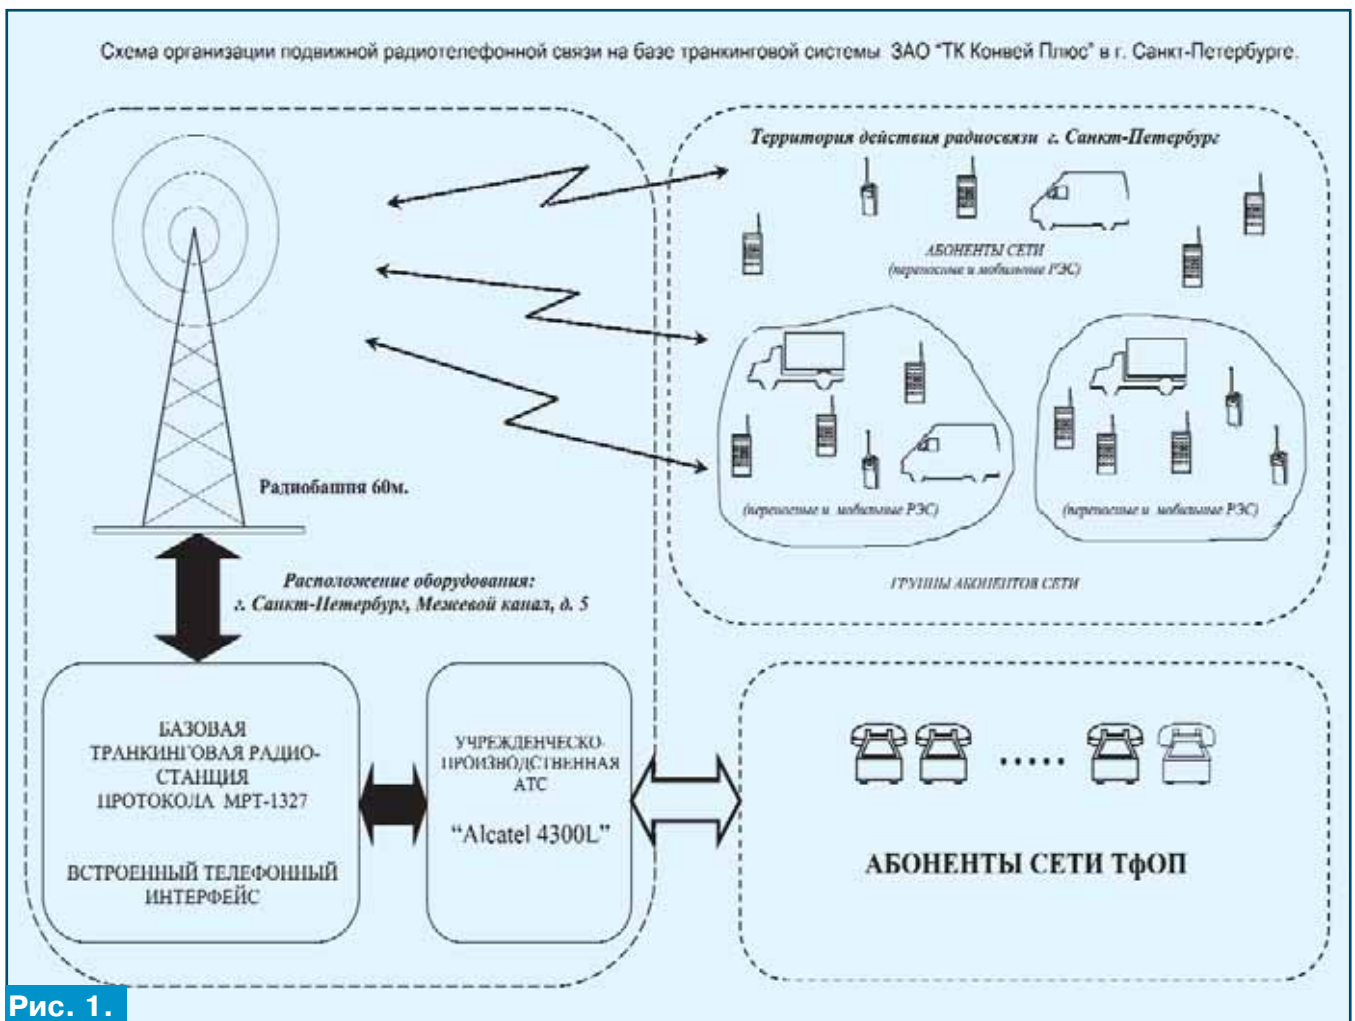 Схема организации подвижной радиотелефонной связи на базе транкинговой системы ЗАО "ТК Конвей Плюс" в г. Санкт-Петербурге.
Территория действия радиосвязи г. Санкт-Петербург
АБОНЕНТЫ СЕТИ
(переносные и мобильные РЭС)
(переносные и мобильные РЭС)
(переносные и мобильные РЭС)
ГРУППЫ АБОНЕНТОВ СЕТИ
Радиобашня 60м.
Расположение оборудования:
г. Санкт-Петербург, Межевой канал, д. 5
БАЗОВАЯ
ТРАНКИНГОВАЯ РАДИО-
СТАНЦИЯ
ПРОТОКОЛА МРТ-1327
ВСТРОЕННЫЙ ТЕЛЕФОННЫЙ
ИНТЕРФЕЙС
УЧРЕЖДЕНЧЕСКО-
ПРОИЗВОДСТВЕННАЯ
АТС
“Alcatel 4300L”
.....
АБОНЕНТЫ СЕТИ ТфОП
Рис. 1.